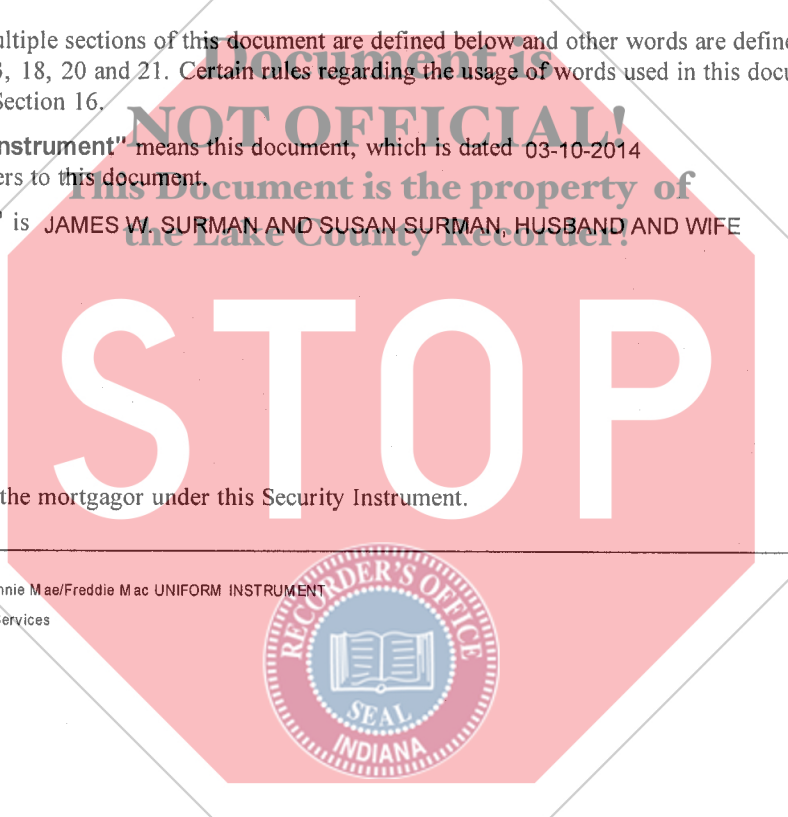 ultiple sections of this document are defined below and other words are define
Document is
, 18, 20 and 21. Certain rules regarding the usage of words used in this docu
Section 16.
NOT OFFICIAL!
nstrument" means this document, which is dated 03-10-2014
ers to this document.
This Document is the property of
" is JAMES W. SURMAN AND SUSAN SURMAN, HUSBAND AND WIFE
the Lake County Recorder!
STOP
the mortgagor under this Security Instrument.
nnie Mae/Freddie Mac UNIFORM INSTRUMENT
Services
RECORDER'S OFFICE
SEAL
INDIANA